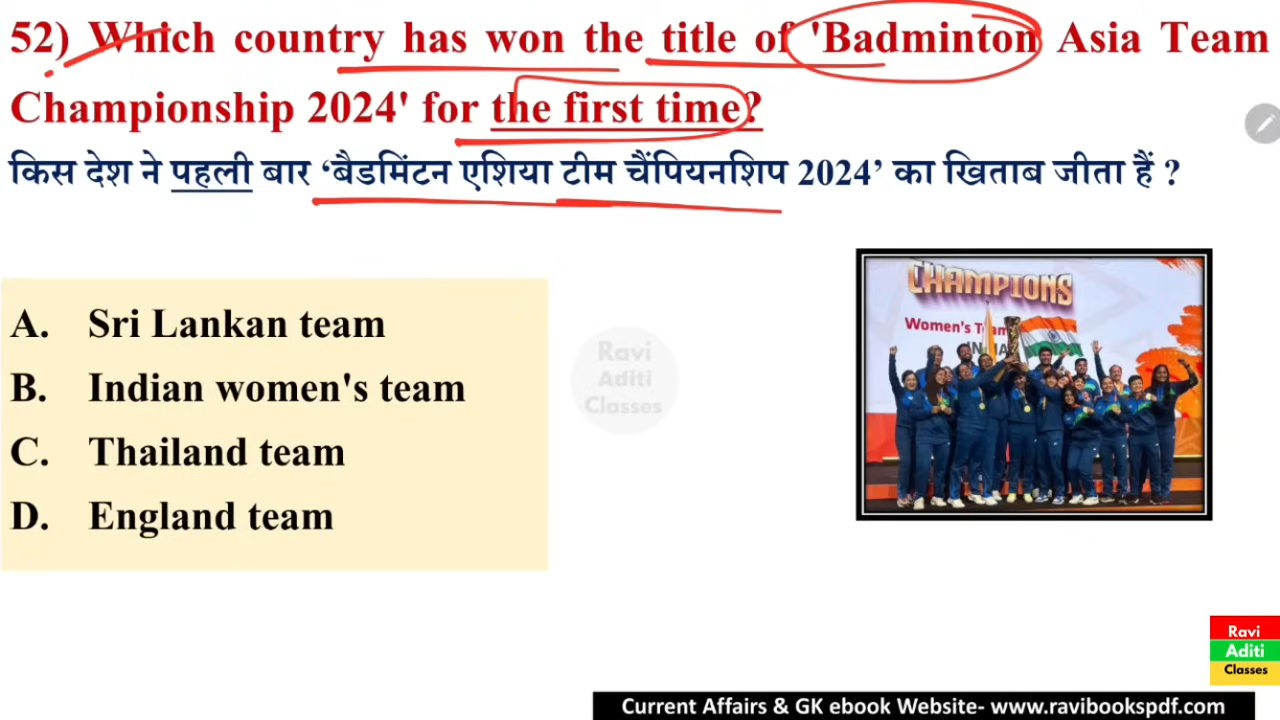 52) Which country has won the title of 'Badminton Asia Team
Championship 2024' for the first time?
किस देश ने पहली बार ‘बैडमिंटन एशिया टीम चैंपियनशिप 2024’ का खिताब जीता हैं ?
A. Sri Lankan team
B. Indian women's team
C. Thailand team
D. England team
CHAMPIONS
Women's Team
INDIA
Ravi
Aditi
Classes
Ravi
Aditi
Classes
Current Affairs & GK ebook Website- www.ravibookspdf.com